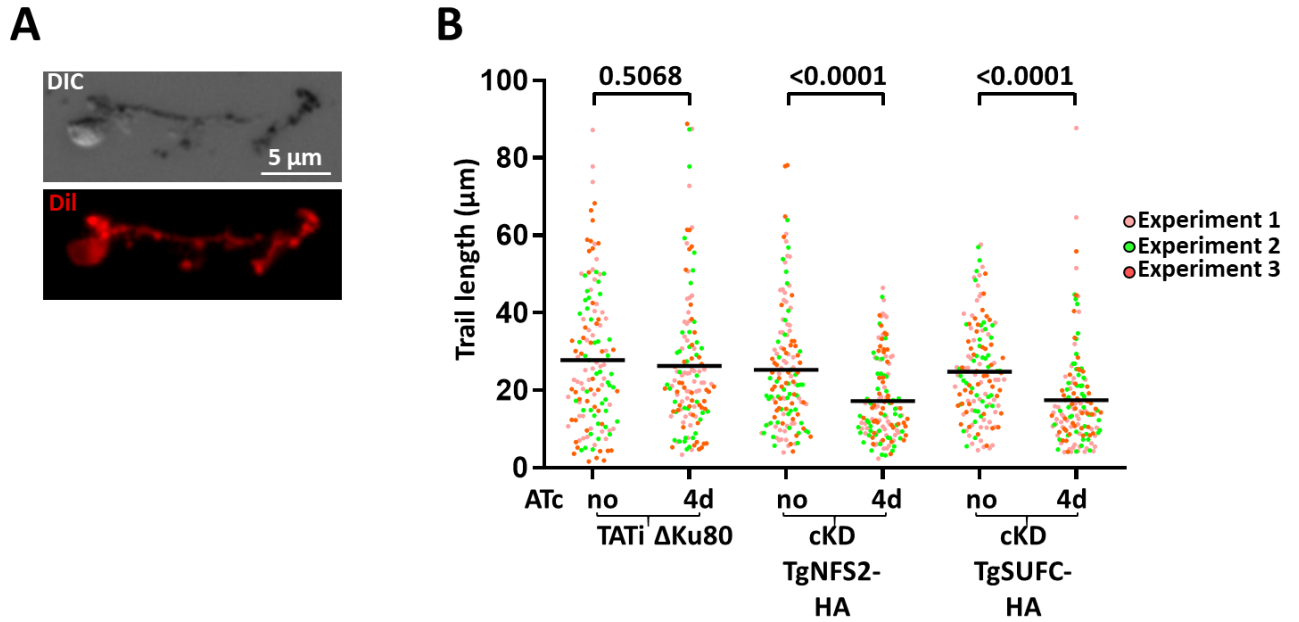 A
DIC
5 µm
Dil
B
0.5068 <0.0001 <0.0001
Trail length (µm)
100
80
60
40
20
0
Experiment 1
Experiment 2
Experiment 3
ATc no 4d no 4d no 4d
TATi ΔKu80 cKD cKD
TgNFS2- TgSUFC-
HA HA